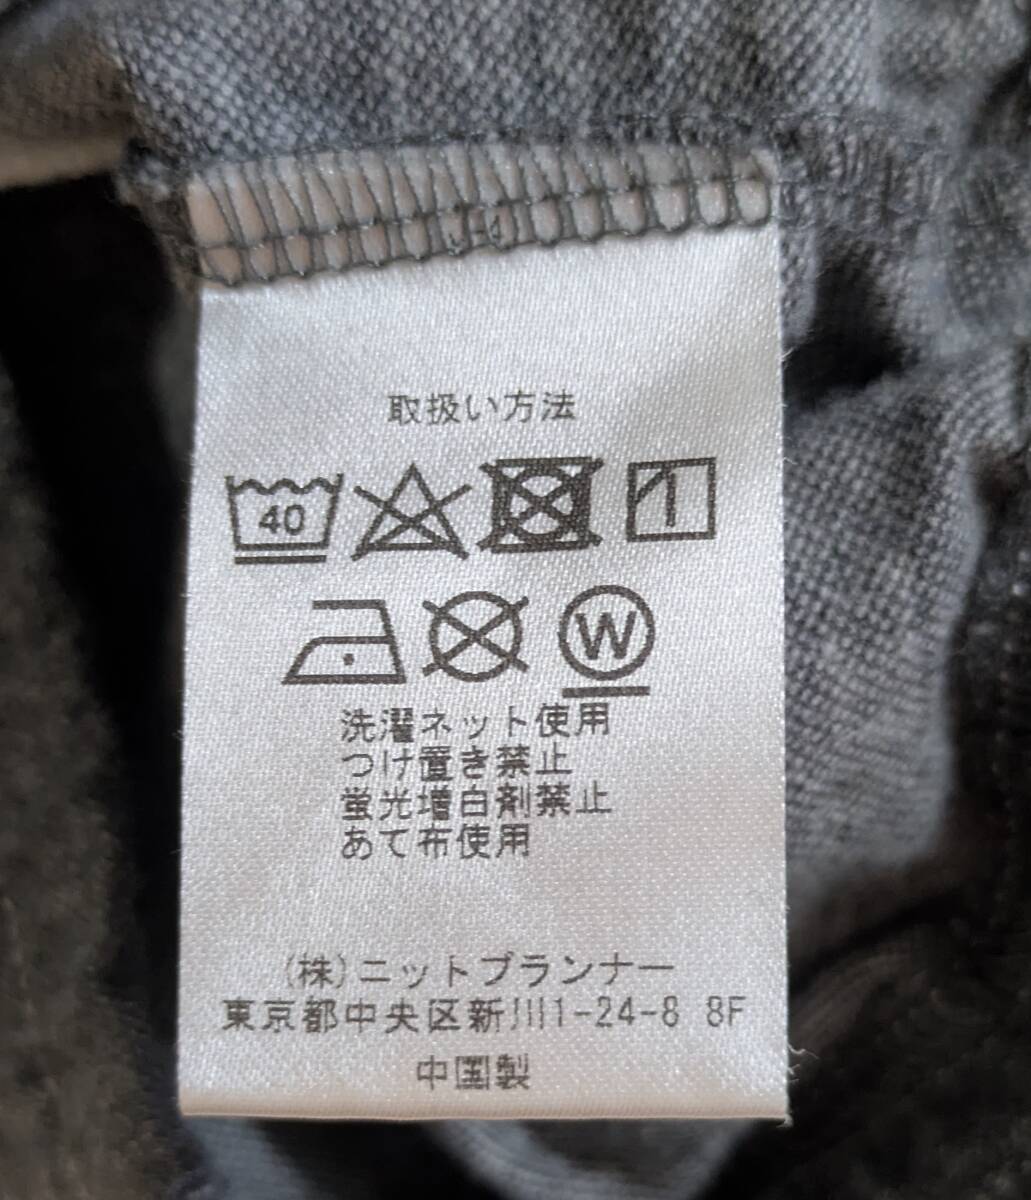 取扱い方法
40
W
洗濯ネット使用
つけ置き禁止
蛍光増白剤禁止
あて布使用
(株)ニットプランナー
東京都中央区新川1-24-8 8F
中国製